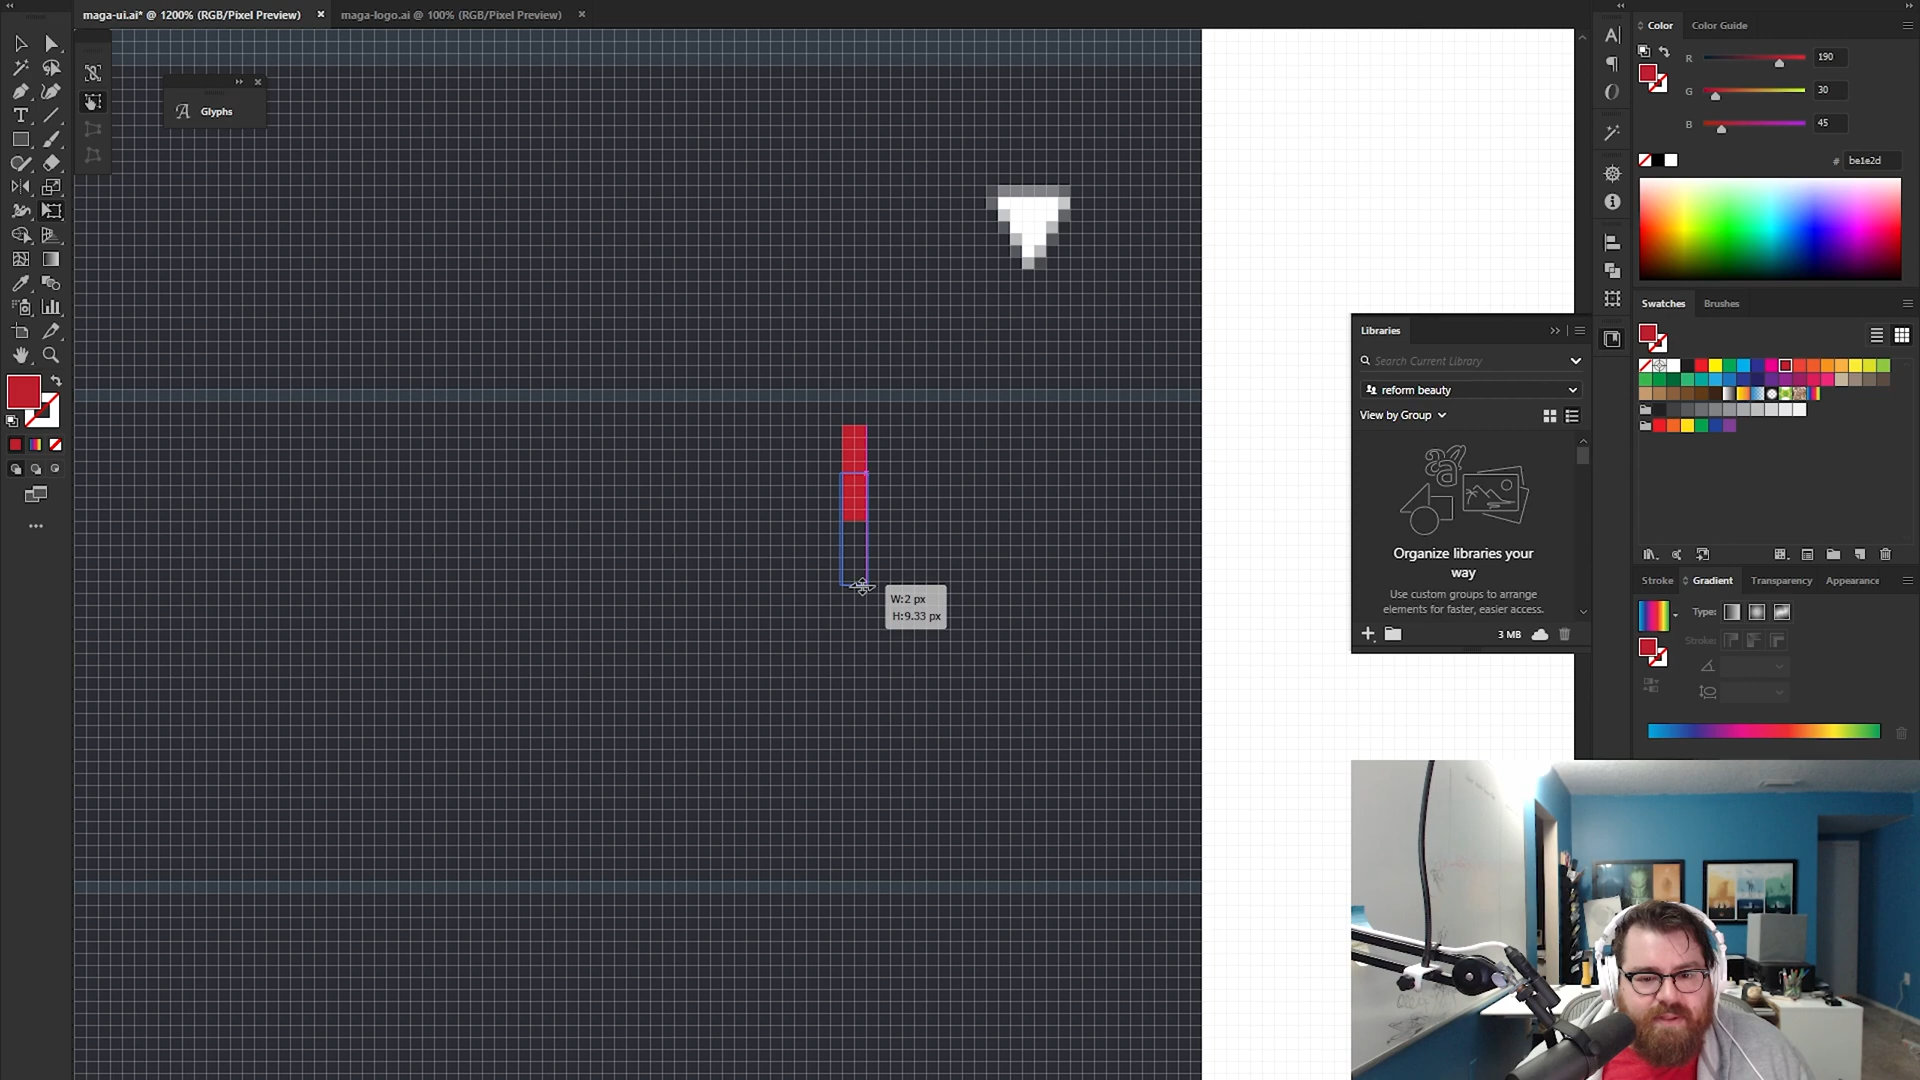 maga-ui.ai* @ 1200% (RGB/Pixel Preview)
maga-logo.ai @ 100% (RGB/Pixel Preview)
Glyphs
W:2 px
H:9.33 px
Color
Color Guide
R
190
G
30
B
45
# be1e2d
Swatches
Brushes
Libraries
Search Current Library
reform beauty
View by Group
Organize libraries your
way
Use custom groups to arrange
elements for faster, easier access.
3 MB
Stroke
Gradient
Transparency
Appearance
Type:
Stroke: